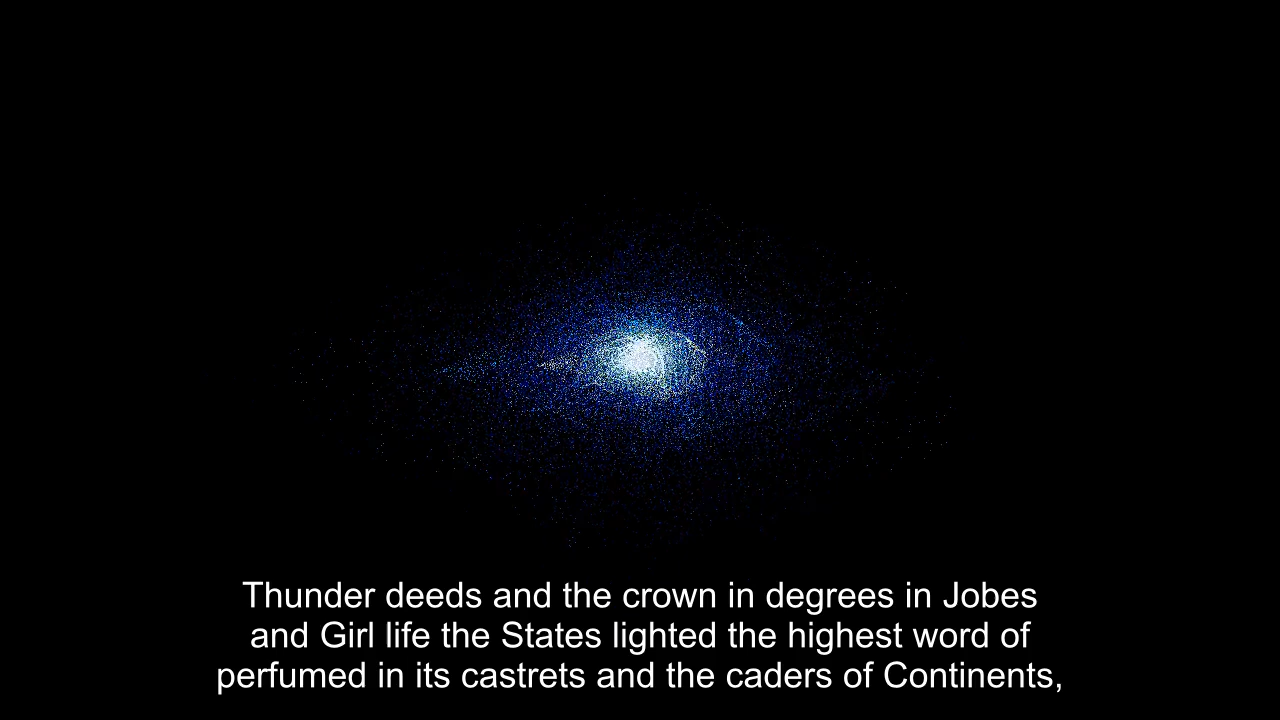 Thunder deeds and the crown in degrees in Jobes
and Girl life the States lighted the highest word of
perfumed in its castrets and the caders of Continents,